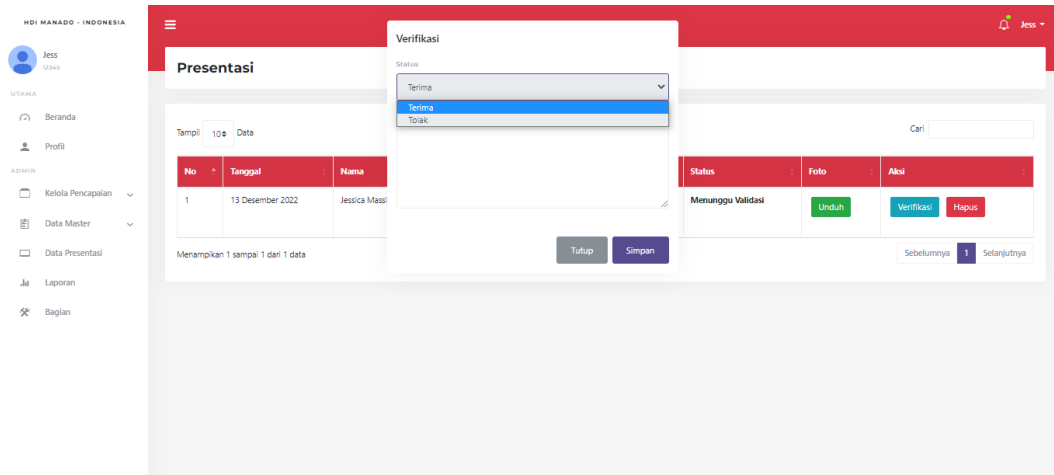 HDI MANADO - INDONESIA
Jess
12345
UTAMA
Beranda
Profil
ADMIN
Kelola Pencapaian
Data Master
Data Presentasi
Laporan
Bagian
Jess
Presentasi
Verifikasi
Status
Terima
Terima
Tolak
Tutup
Simpan
Tampil 10 Data
Cari
No Tanggal Nama Status Foto Aksi
1 13 Desember 2022 Jessica Massi Menunggu Validasi Unduh Verifikasi Hapus
Menampikan 1 sampai 1 dari 1 data
Sebelumnya 1 Selanjutnya